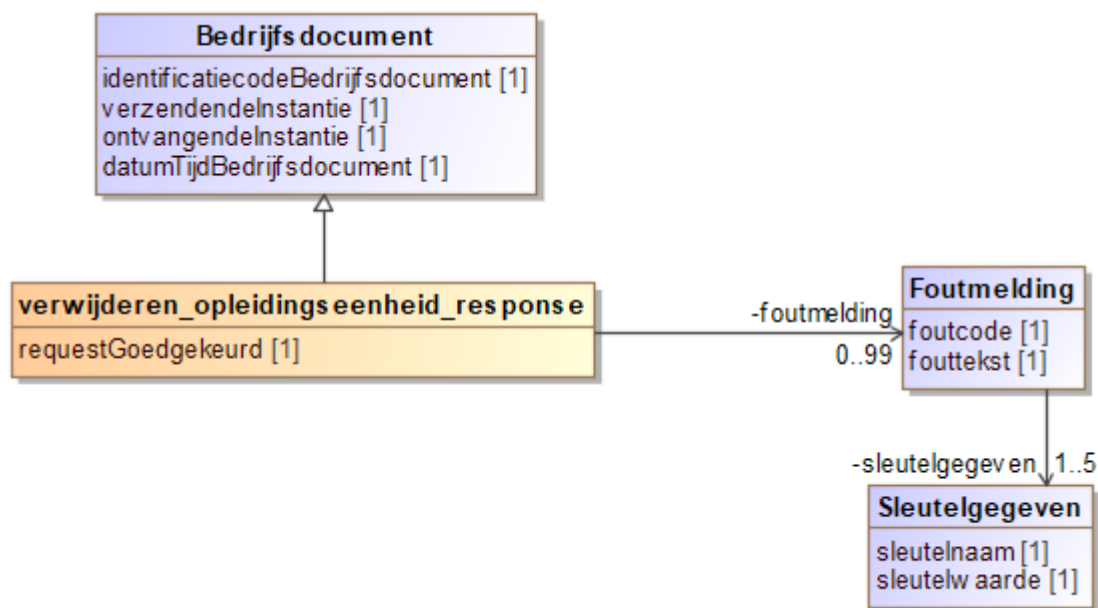 Bedrijfsdocument
identificatiecodeBedrijfsdocument [1]
verzendendeInstantie [1]
ontvangendeInstantie [1]
datumTijdBedrijfsdocument [1]
verwijderen_opleidingseenheid_response
requestGoedgekeurd [1]
-foutmelding
0..99
Foutmelding
foutcode [1]
fouttekst [1]
-sleutelgegeven 1..5
Sleutelgegeven
sleutelnaam [1]
sleutelwaarde [1]